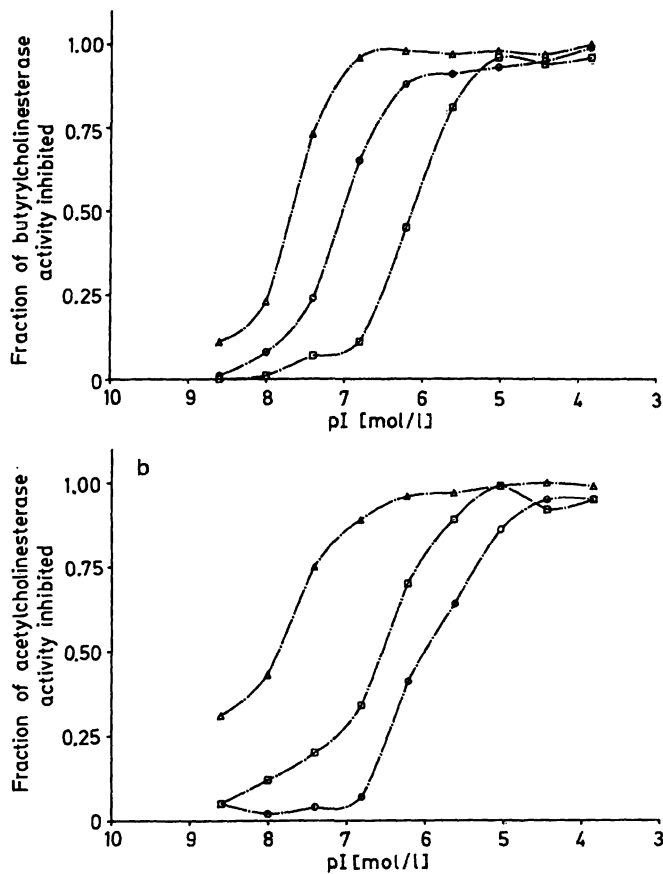 Fraction of butyrylcholinesterase
activity inhibited
1.00
0.75
0.50
0.25
0
10 9 8 7 6 5 4 3
pI [mol/l]
b
Fraction of acetylcholinesterase
activity inhibited
1.00
0.75
0.50
0.25
0
10 9 8 7 6 5 4 3
pI [mol/l]